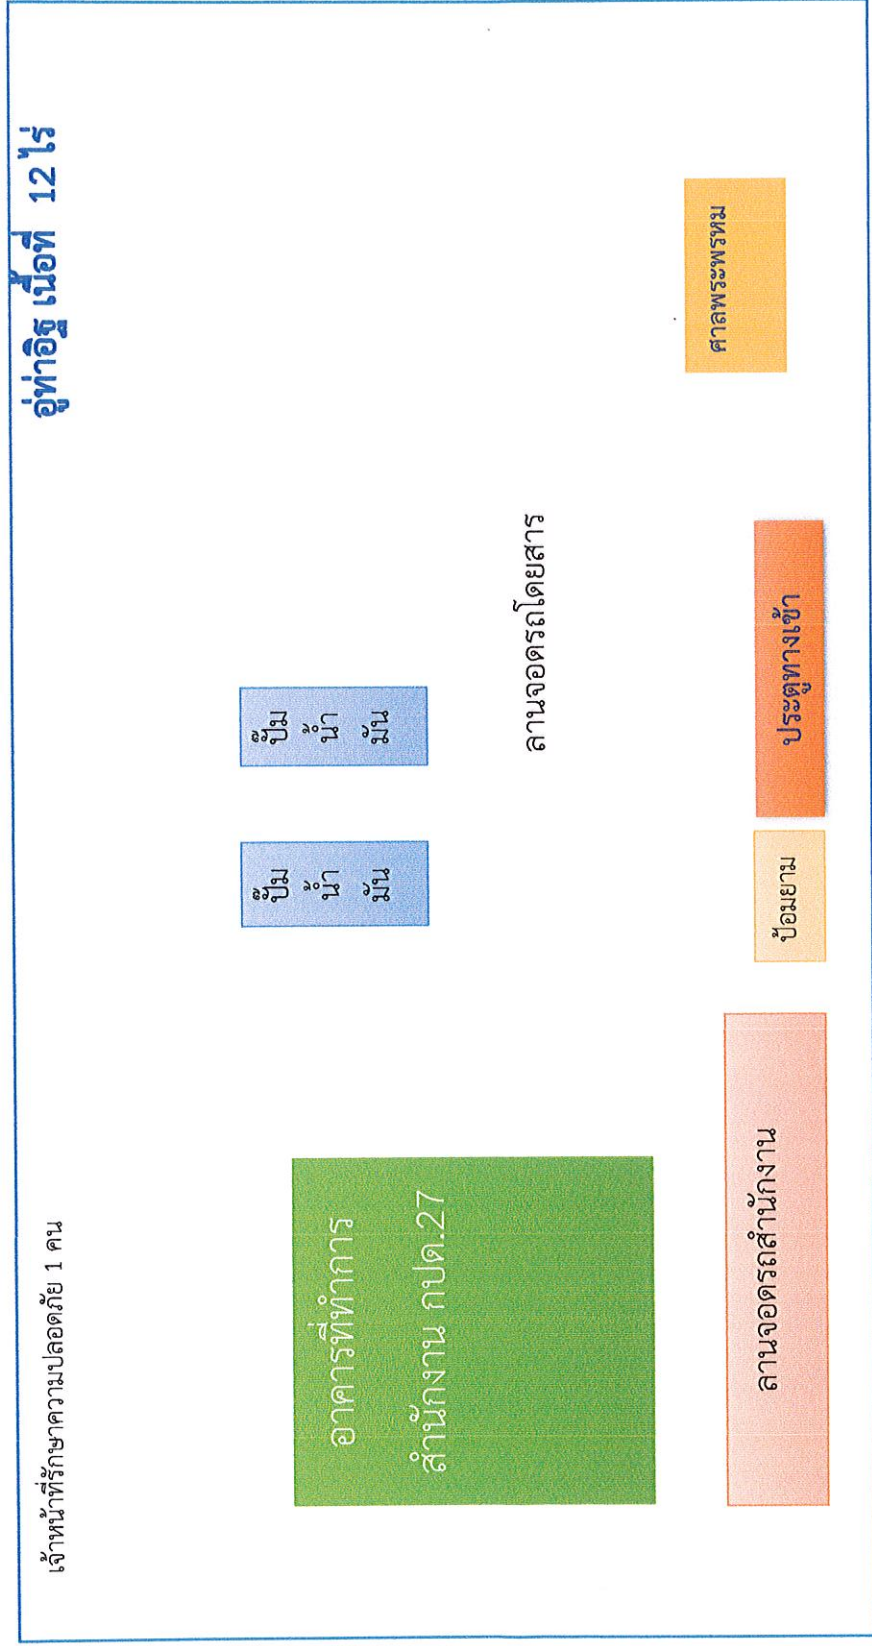 อู่ท่าอิฐ เนื้อที่ 12 ไร่
เจ้าหน้าที่รักษาความปลอดภัย 1 คน
อาคารที่ทำการ
สำนักงาน กปด.27
ปั๊ม
น้ำ
มัน
ปั๊ม
น้ำ
มัน
ลานจอดรถโดยสาร
ศาลพระพรหม
ลานจอดรถสำนักงาน
ป้อมยาม
ประตูทางเข้า